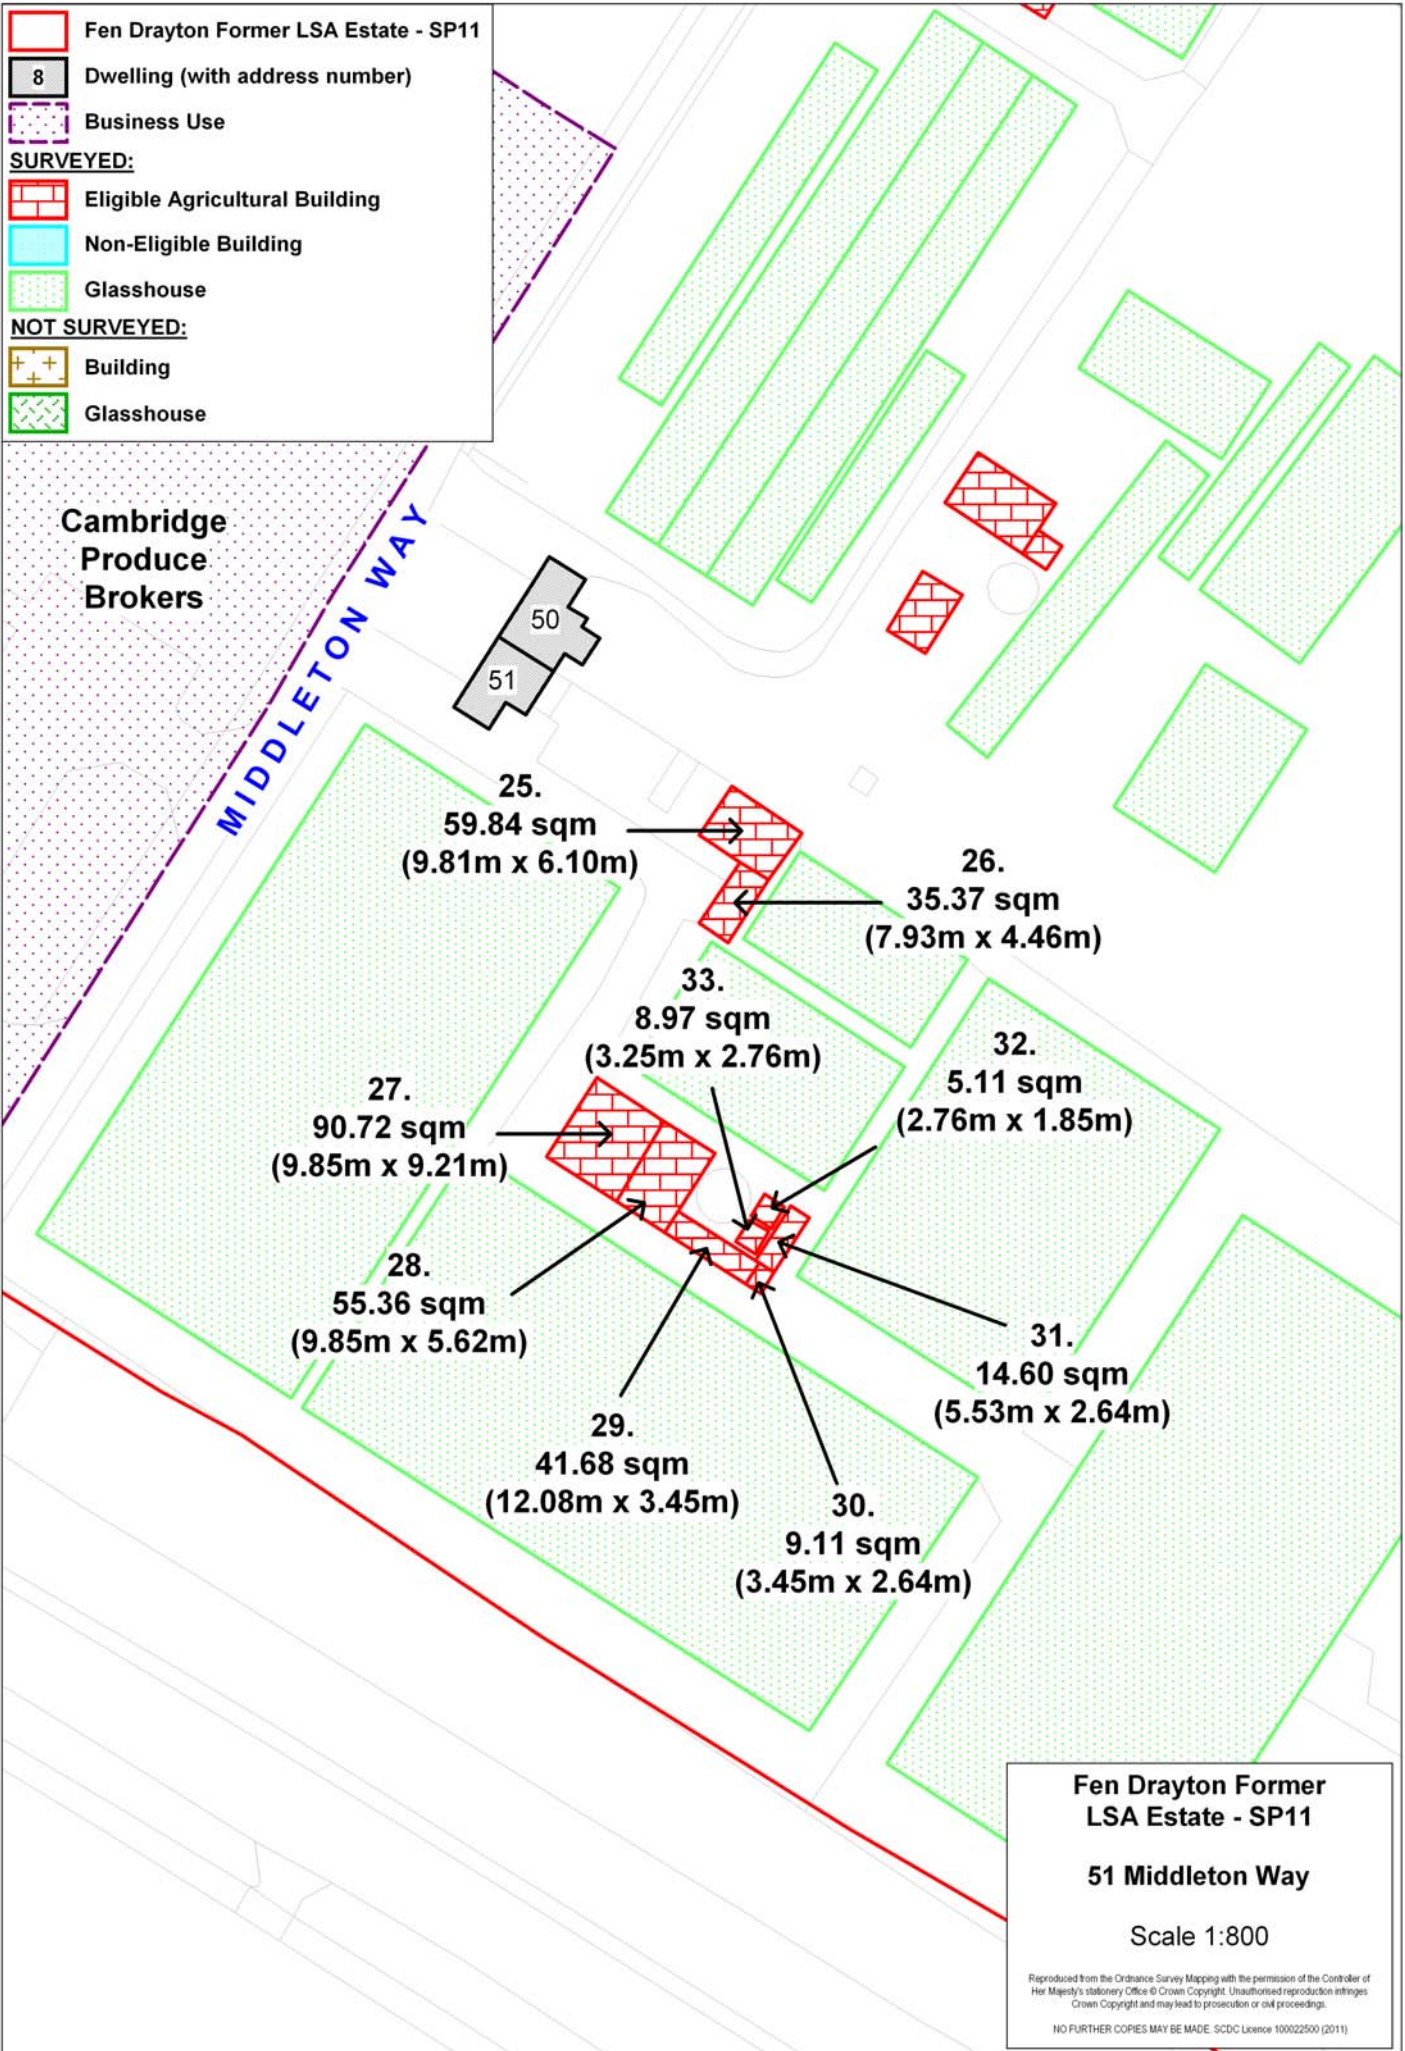 Fen Drayton Former LSA Estate - SP11
8 Dwelling (with address number)
Business Use
SURVEYED:
Eligible Agricultural Building
Non-Eligible Building
Glasshouse
NOT SURVEYED:
Building
Glasshouse
Cambridge
Produce
Brokers
MIDDLETON WAY
50
51
25.
59.84 sqm
(9.81m x 6.10m)
26.
35.37 sqm
(7.93m x 4.46m)
33.
8.97 sqm
(3.25m x 2.76m)
32.
5.11 sqm
(2.76m x 1.85m)
27.
90.72 sqm
(9.85m x 9.21m)
28.
55.36 sqm
(9.85m x 5.62m)
31.
14.60 sqm
(5.53m x 2.64m)
29.
41.68 sqm
(12.08m x 3.45m)
30.
9.11 sqm
(3.45m x 2.64m)
Fen Drayton Former
LSA Estate - SP11
51 Middleton Way
Scale 1:800
Reproduced from the Ordnance Survey Mapping with the permission of the Controller of
Her Majesty's stationery Office © Crown Copyright. Unauthorised reproduction infringes
Crown Copyright and may lead to prosecution or civil proceedings.
NO FURTHER COPIES MAY BE MADE. SCDC Licence 100022500 (2011)